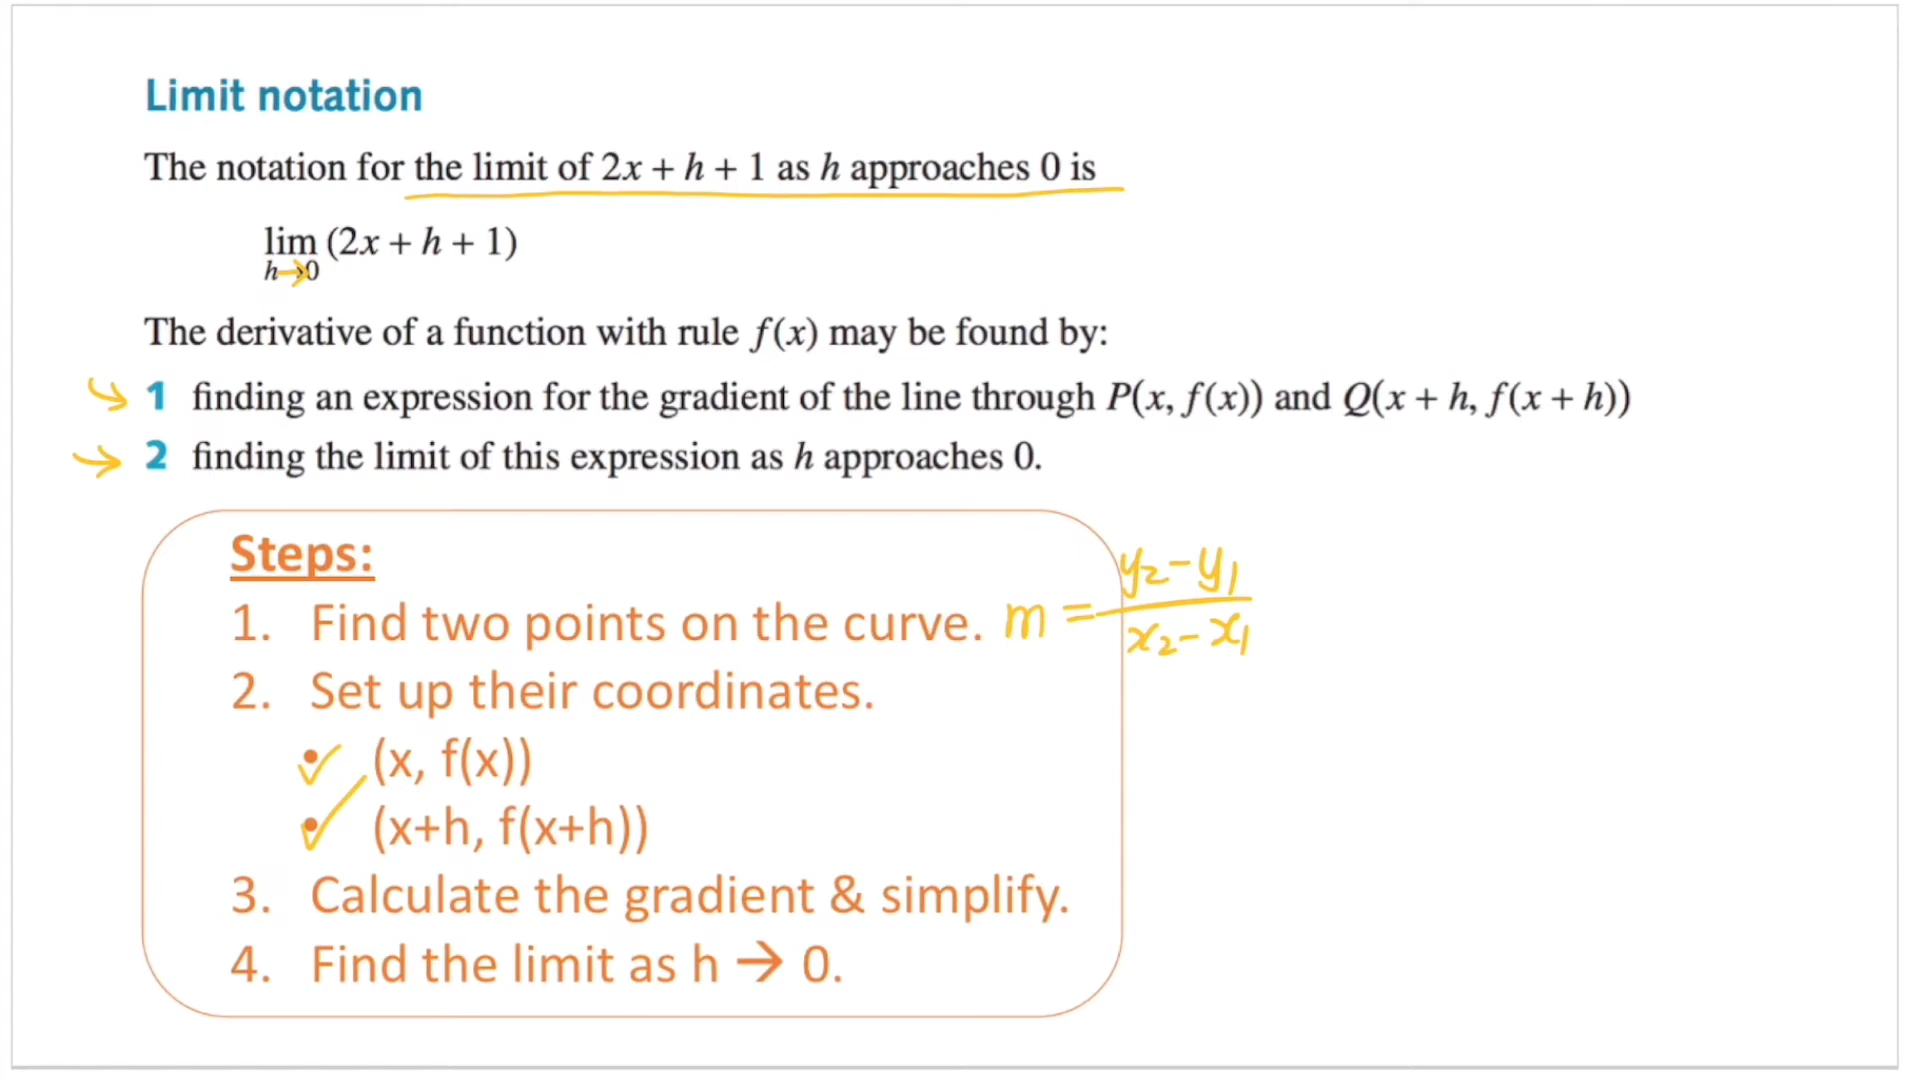 Limit notation
The notation for the limit of 2x + h + 1 as h approaches 0 is
lim (2x + h + 1)
h→0
The derivative of a function with rule f(x) may be found by:
1 finding an expression for the gradient of the line through P(x, f(x)) and Q(x + h, f(x + h))
2 finding the limit of this expression as h approaches 0.
Steps:
1. Find two points on the curve. m = y₂-y₁ / x₂-x₁
2. Set up their coordinates.
• (x, f(x))
• (x+h, f(x+h))
3. Calculate the gradient & simplify.
4. Find the limit as h → 0.